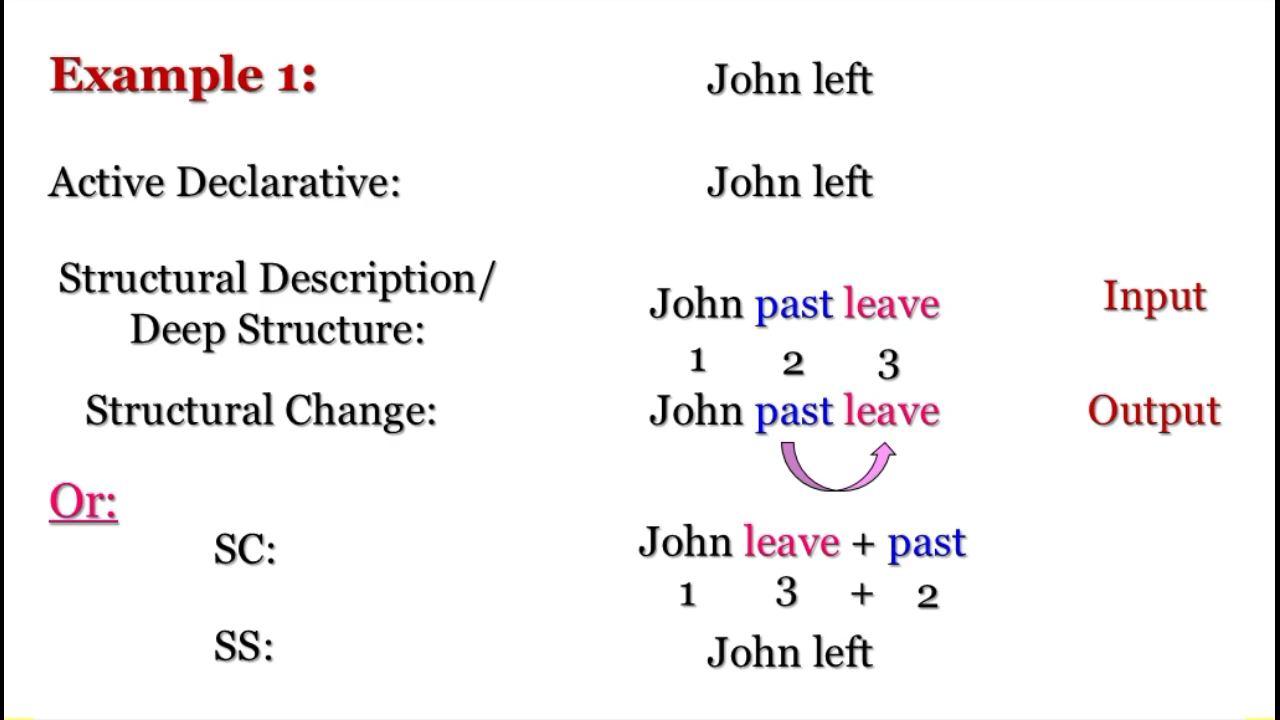 Example 1: John left
Active Declarative: John left
Structural Description/
Deep Structure: John past leave Input
1 2 3
Structural Change: John past leave Output
Or:
SC: John leave + past
1 3 + 2
SS: John left